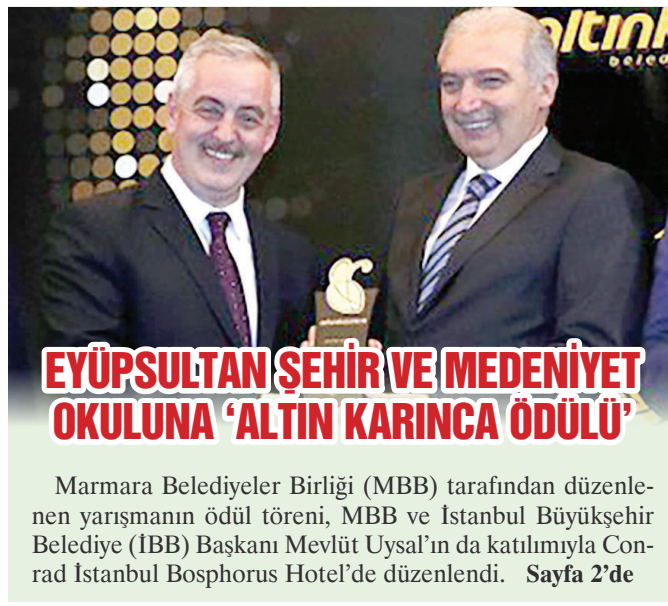 altınk
beled
EYÜPSULTAN ŞEHİR VE MEDENİYET
OKULUNA ‘ALTIN KARINCA ÖDÜLÜ’
Marmara Belediyeler Birliği (MBB) tarafından düzenle-
nen yarışmanın ödül töreni, MBB ve İstanbul Büyükşehir
Belediye (İBB) Başkanı Mevlüt Uysal’ın da katılımıyla Con-
rad İstanbul Bosphorus Hotel’de düzenlendi. Sayfa 2’de